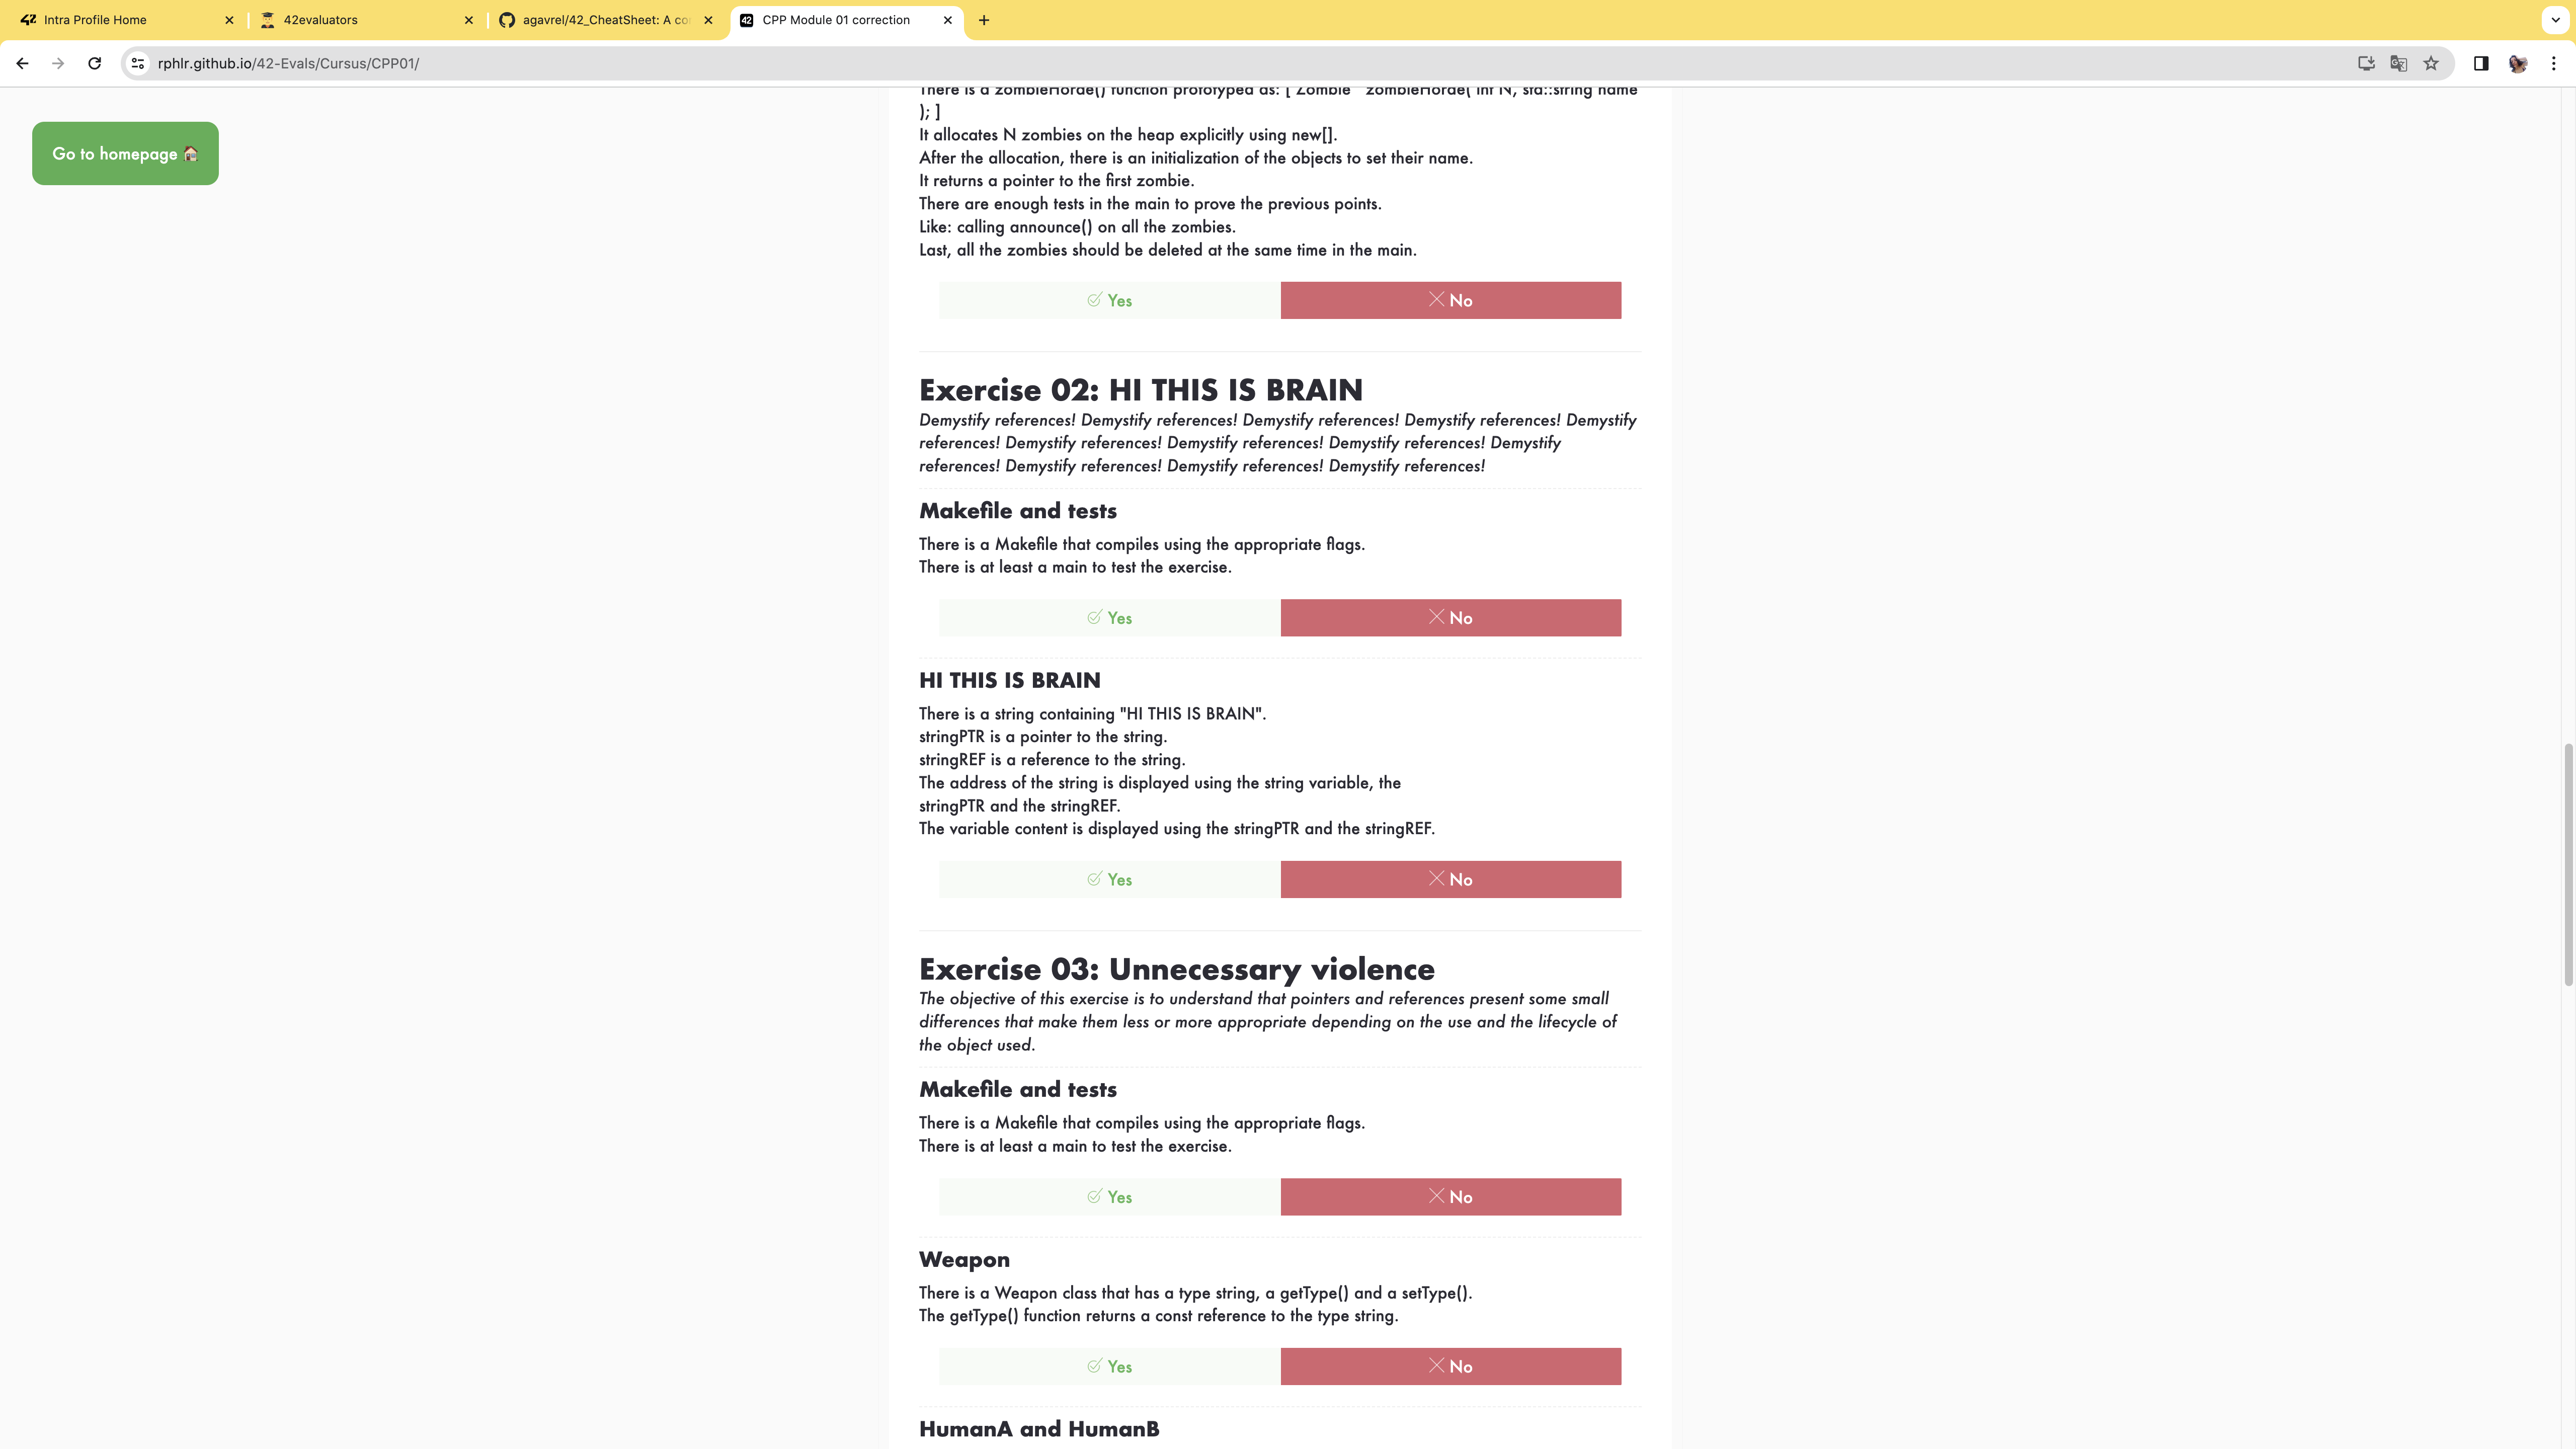 Intra Profile Home
42evaluators
agavrel/42_CheatSheet: A co
CPP Module 01 correction
rphlr.github.io/42-Evals/Cursus/CPP01/
Go to homepage
There is a zombieHorde() function prototyped as: [ Zombie* zombieHorde( int N, std::string name
); ]
It allocates N zombies on the heap explicitly using new[].
After the allocation, there is an initialization of the objects to set their name.
It returns a pointer to the first zombie.
There are enough tests in the main to prove the previous points.
Like: calling announce() on all the zombies.
Last, all the zombies should be deleted at the same time in the main.
Yes No
Exercise 02: HI THIS IS BRAIN
Demystify references! Demystify references! Demystify references! Demystify references! Demystify
references! Demystify references! Demystify references! Demystify references! Demystify
references! Demystify references! Demystify references! Demystify references!
Makefile and tests
There is a Makefile that compiles using the appropriate flags.
There is at least a main to test the exercise.
Yes No
HI THIS IS BRAIN
There is a string containing "HI THIS IS BRAIN".
stringPTR is a pointer to the string.
stringREF is a reference to the string.
The address of the string is displayed using the string variable, the
stringPTR and the stringREF.
The variable content is displayed using the stringPTR and the stringREF.
Yes No
Exercise 03: Unnecessary violence
The objective of this exercise is to understand that pointers and references present some small
differences that make them less or more appropriate depending on the use and the lifecycle of
the object used.
Makefile and tests
There is a Makefile that compiles using the appropriate flags.
There is at least a main to test the exercise.
Yes No
Weapon
There is a Weapon class that has a type string, a getType() and a setType().
The getType() function returns a const reference to the type string.
Yes No
HumanA and HumanB